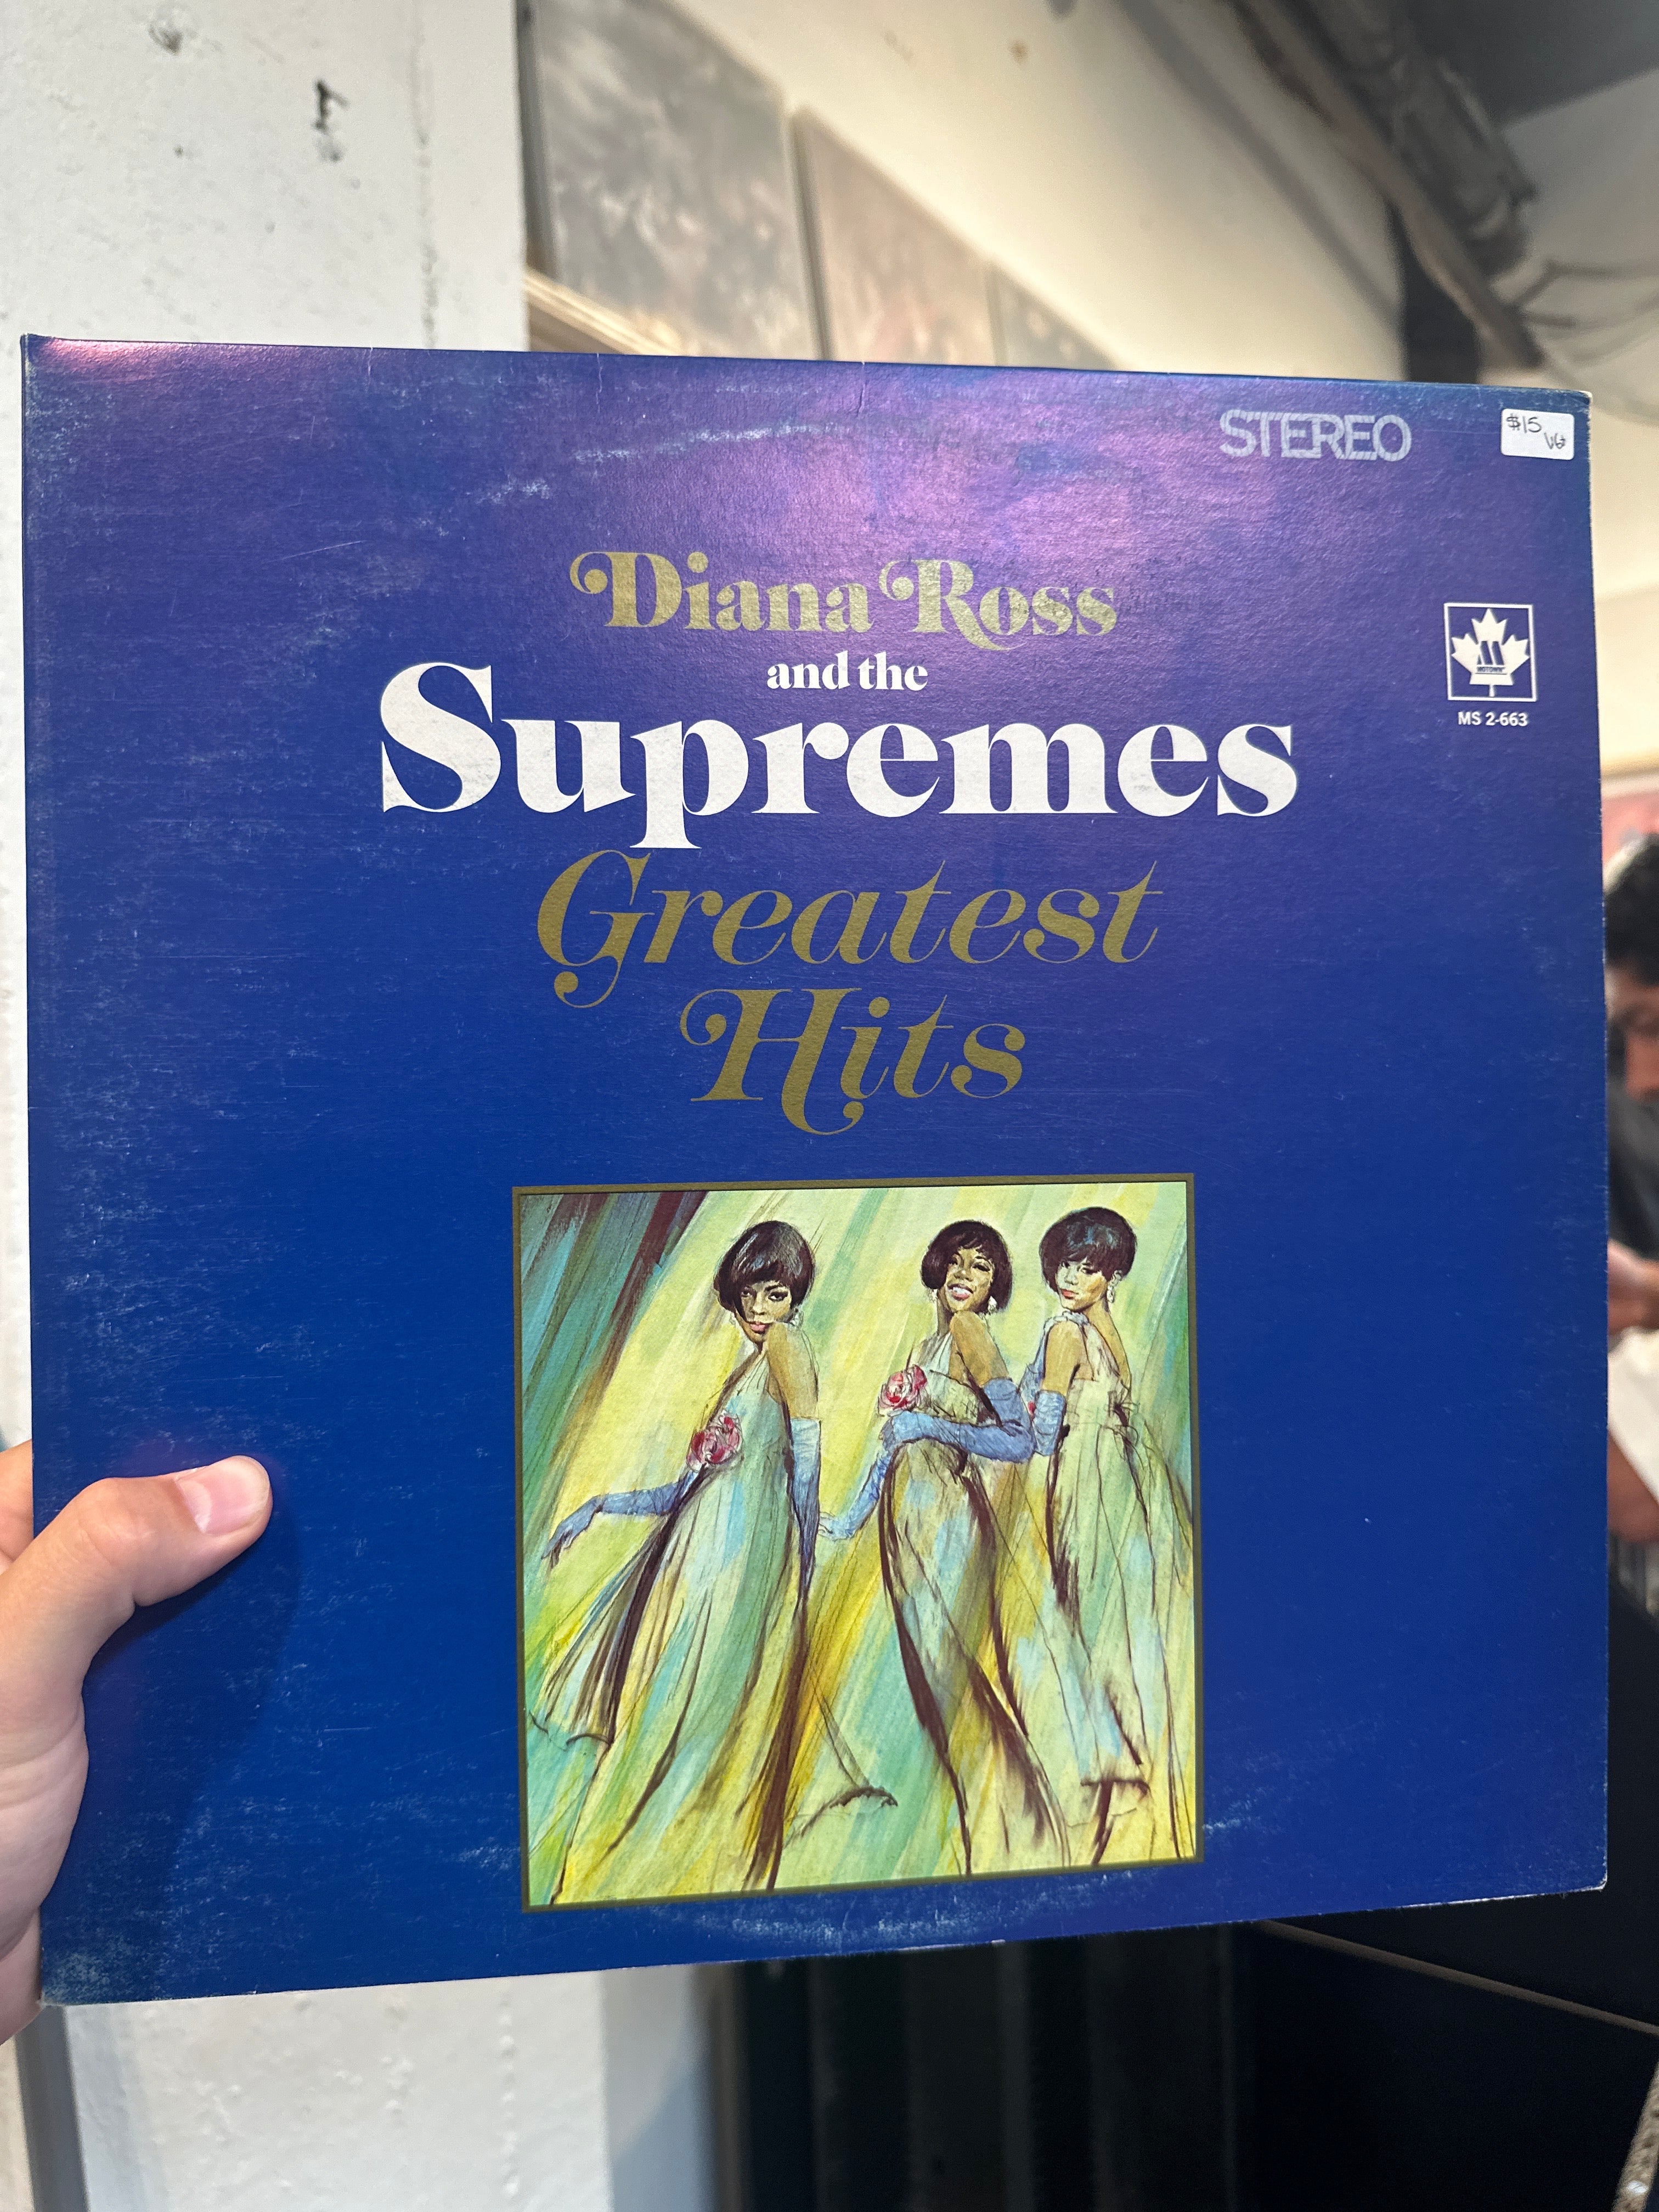 STEREO
$15
VG+
Diana Ross
and the
Supremes
MS 2-663
Greatest
Hits